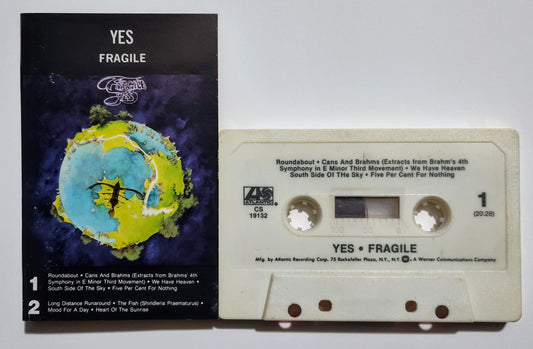 YES
FRAGILE
1
Roundabout • Cans And Brahms (Extracts from Brahms' 4th
Symphony in E Minor Third Movement) • We Have Heaven •
South Side Of The Sky • Five Per Cent For Nothing
2
Long Distance Runaround • The Fish (Shindleria Praematurus) •
Mood For A Day • Heart Of The Sunrise
Roundabout • Cans And Brahms (Extracts from Brahm's 4th
Symphony in E Minor Third Movement) • We Have Heaven
South Side Of THe Sky • Five Per Cent For Nothing
ATLANTIC
CS
19132
1
(20:28)
100 50 0
YES • FRAGILE
Mfg. by Atlantic Recording Corp. 75 Rockefeller Plaza, N.Y., N.Y. A Warner Communications Company